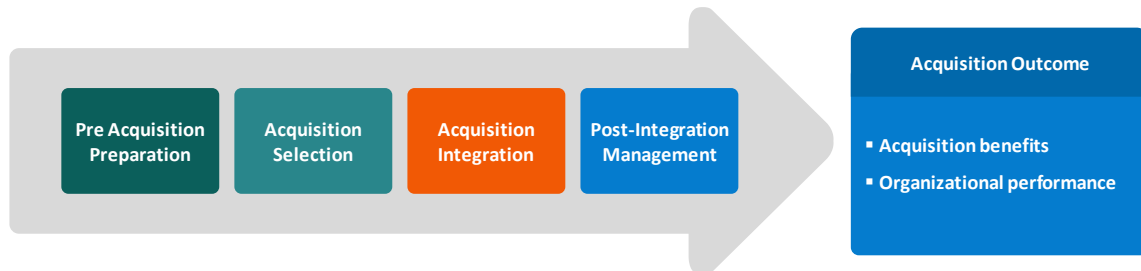 Pre Acquisition
Preparation
Acquisition
Selection
Acquisition
Integration
Post-Integration
Management
Acquisition Outcome
▪ Acquisition benefits
▪ Organizational performance